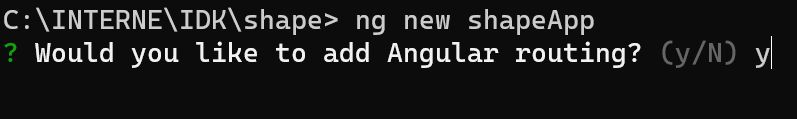 C:\INTERNE\IDK\shape> ng new shapeApp
? Would you like to add Angular routing? (y/N) y